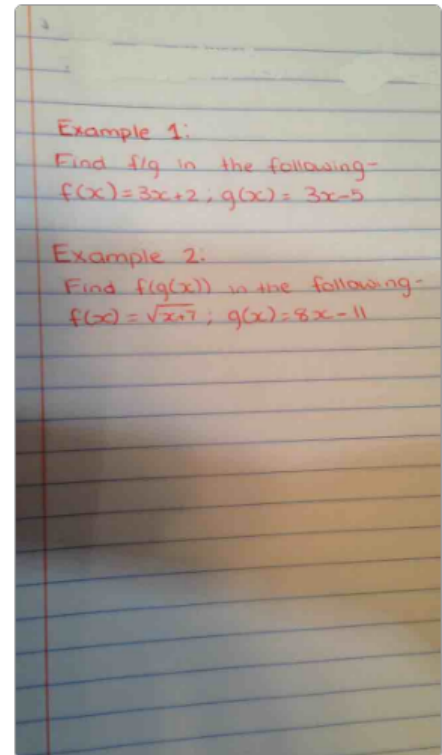 Example 1:
Find f/g in the following-
f(x) = 3x+2; g(x) = 3x-5
Example 2:
Find f(g(x)) in the following-
f(x) = √x+7; g(x) = 8x-11